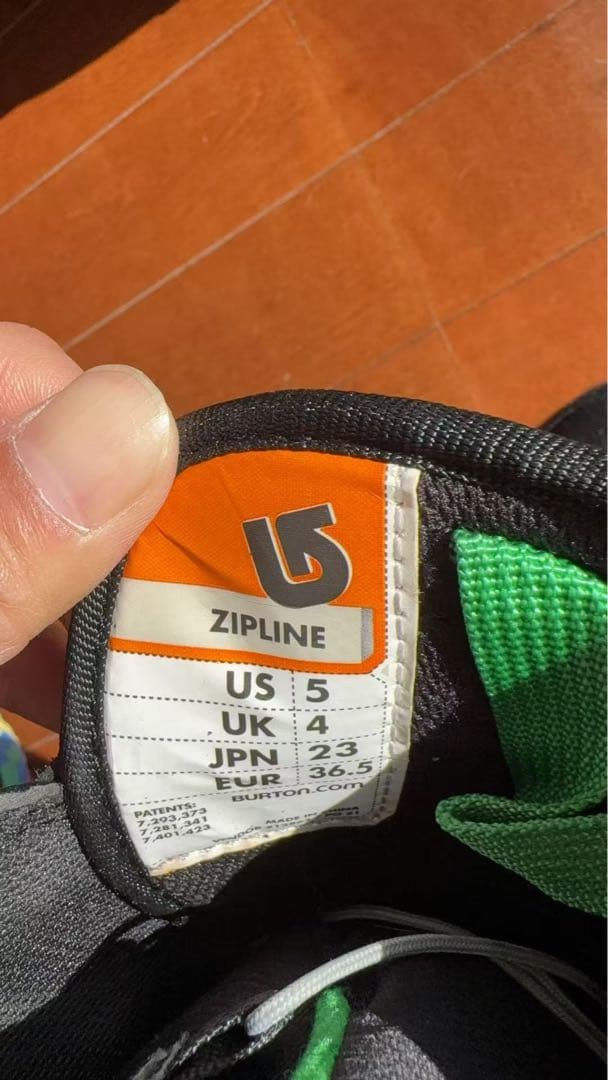 ZIPLINE
US 5
UK 4
JPN 23
EUR 36.5
BURTON.COM
PATENTS:
7,293,373
7,281,341
7,401,423
MADE IN